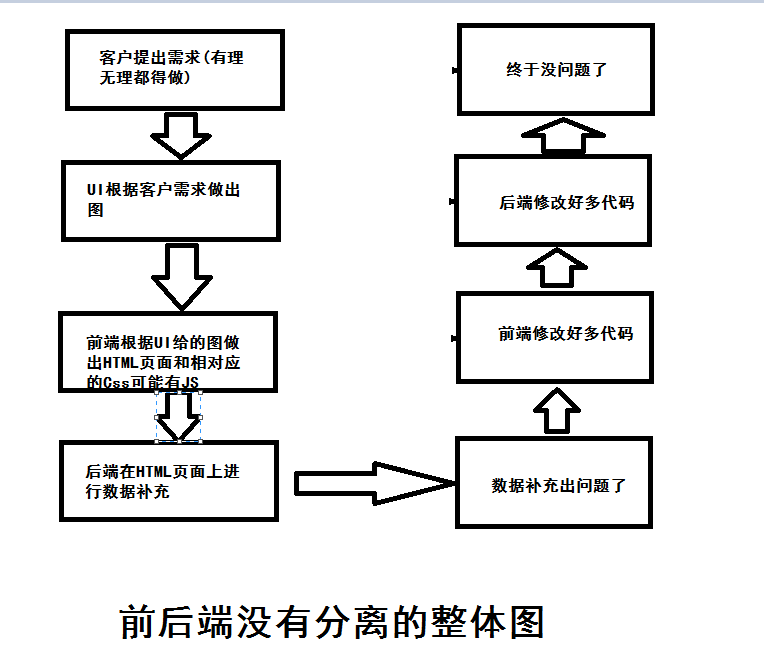 客户提出需求(有理
无理都得做)
UI根据客户需求做出
图
前端根据UI给的图做
出HTML页面和相对应
的Css可能有JS
后端在HTML页面上进
行数据补充
数据补充出问题了
前端修改好多代码
后端修改好多代码
终于没问题了
前后端没有分离的整体图